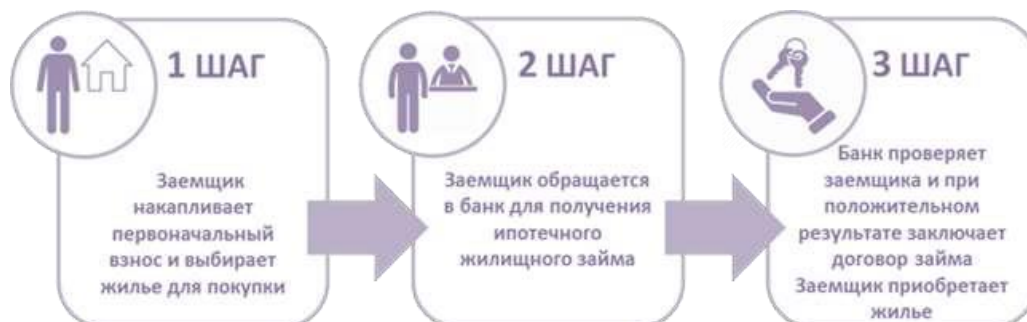 1 ШАГ
Заемщик
накапливает
первоначальный
взнос и выбирает
жилье для покупки
2 ШАГ
Заемщик обращается
в банк для получения
ипотечного
жилищного займа
3 ШАГ
Банк проверяет
заемщика и при
положительном
результате заключает
договор займа
Заемщик приобретает
жилье